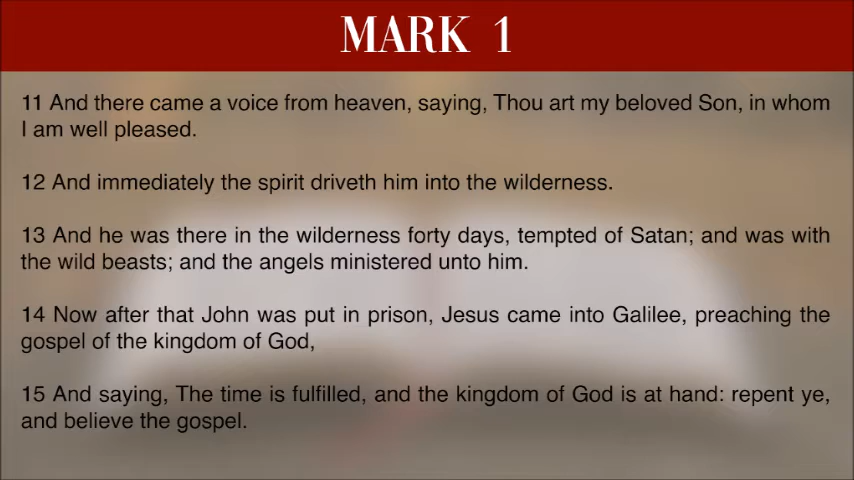 MARK 1
11 And there came a voice from heaven, saying, Thou art my beloved Son, in whom
I am well pleased.
12 And immediately the spirit driveth him into the wilderness.
13 And he was there in the wilderness forty days, tempted of Satan; and was with
the wild beasts; and the angels ministered unto him.
14 Now after that John was put in prison, Jesus came into Galilee, preaching the
gospel of the kingdom of God,
15 And saying, The time is fulfilled, and the kingdom of God is at hand: repent ye,
and believe the gospel.